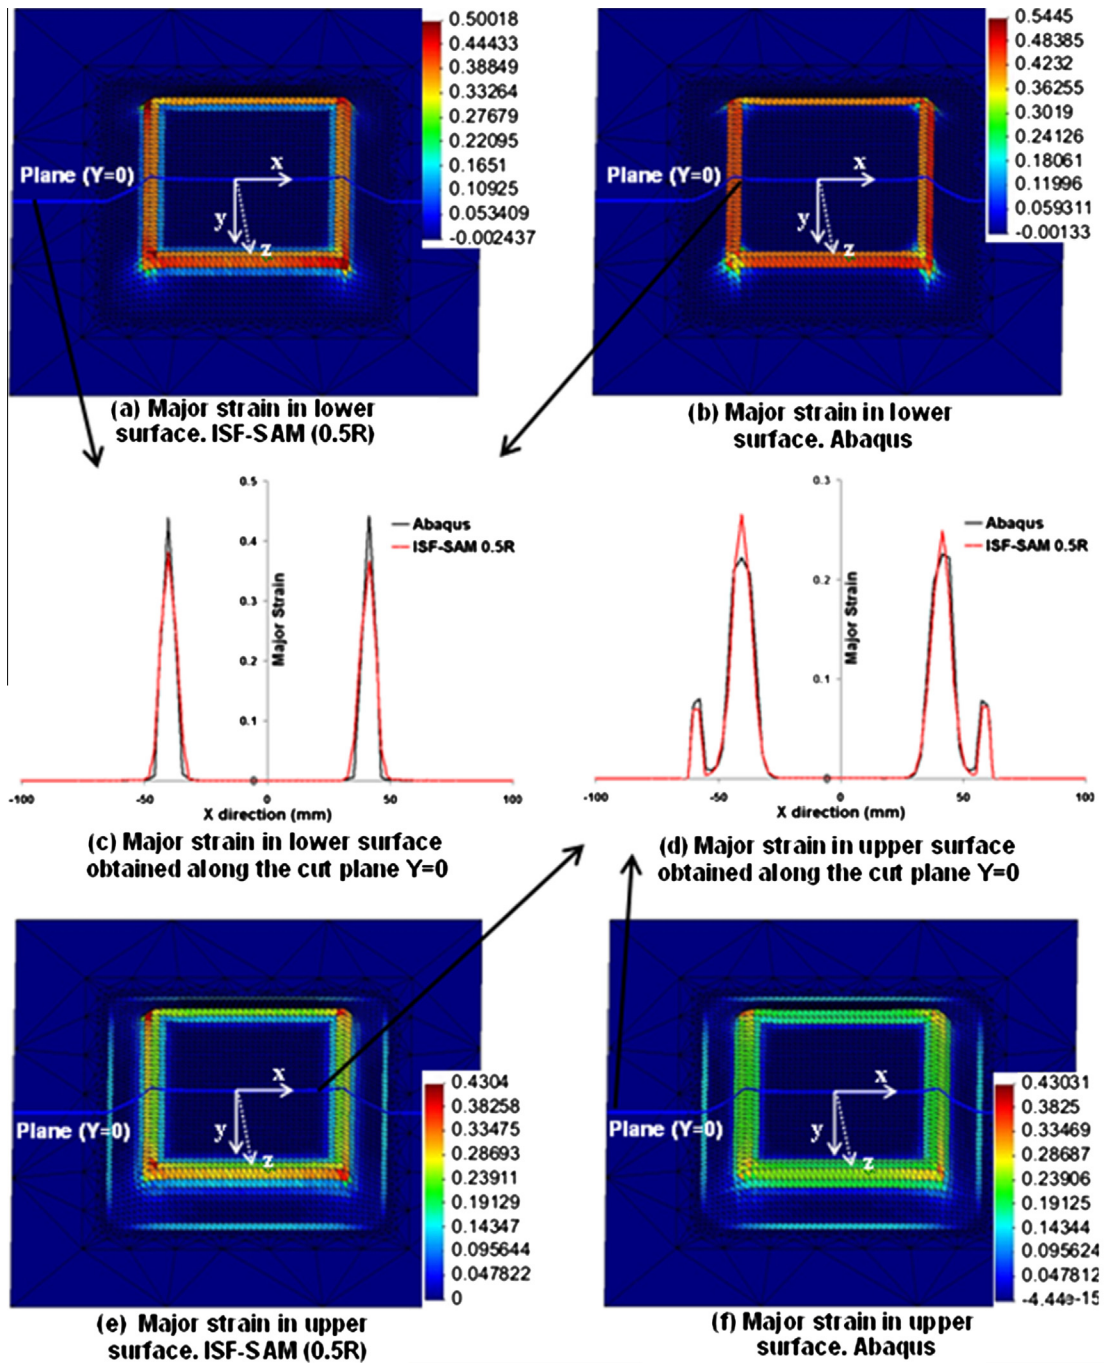 0.50018
0.44433
0.38849
0.33264
0.27679
0.22095
0.1651
0.10925
0.053409
-0.002437
Plane (Y=0)
x
y
z
(a) Major strain in lower
surface. ISF-SAM (0.5R)
0.5445
0.48385
0.4232
0.36255
0.3019
0.24126
0.18061
0.11996
0.059311
-0.00133
Plane (Y=0)
x
y
z
(b) Major strain in lower
surface. Abaqus
0.5
0.4
0.3
0.2
0.1
0
Major Strain
Abaqus
ISF-SAM 0.5R
-100
-50
0
50
100
X direction (mm)
(c) Major strain in lower surface
obtained along the cut plane Y=0
0.3
0.2
0.1
0
Major Strain
Abaqus
ISF-SAM 0.5R
-100
-50
0
50
100
X direction (mm)
(d) Major strain in upper surface
obtained along the cut plane Y=0
Plane (Y=0)
x
y
z
0.4304
0.38258
0.33475
0.28693
0.23911
0.19129
0.14347
0.095644
0.047822
0
(e) Major strain in upper
surface. ISF-SAM (0.5R)
Plane (Y=0)
x
y
z
0.43031
0.3825
0.33469
0.28687
0.23906
0.19125
0.14344
0.095624
0.047812
-4.44e-15
(f) Major strain in upper
surface. Abaqus